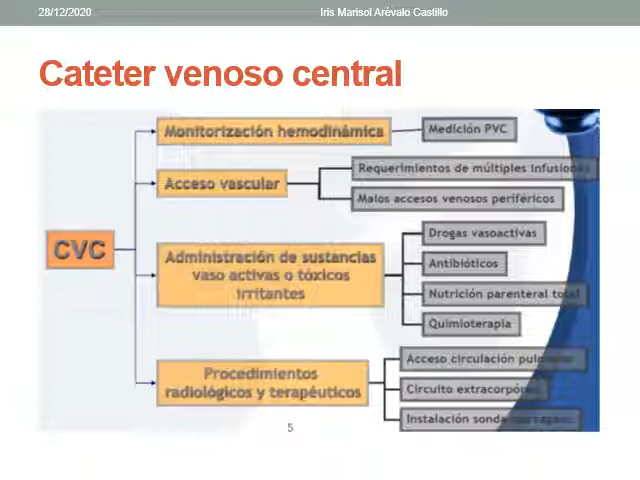 28/12/2020
Iris Marisol Arévalo Castillo
Cateter venoso central
CVC
Monitorización hemodinámica
Medición PVC
Acceso vascular
Requerimientos de múltiples infusiones
Malos accesos venosos periféricos
Administración de sustancias
vaso activas o tóxicos
irritantes
Drogas vasoactivas
Antibióticos
Nutrición parenteral total
Quimioterapia
Procedimientos
radiológicos y terapéuticos
Acceso circulación pulmonar
Circuito extracorpóreo
Instalación sonda
5